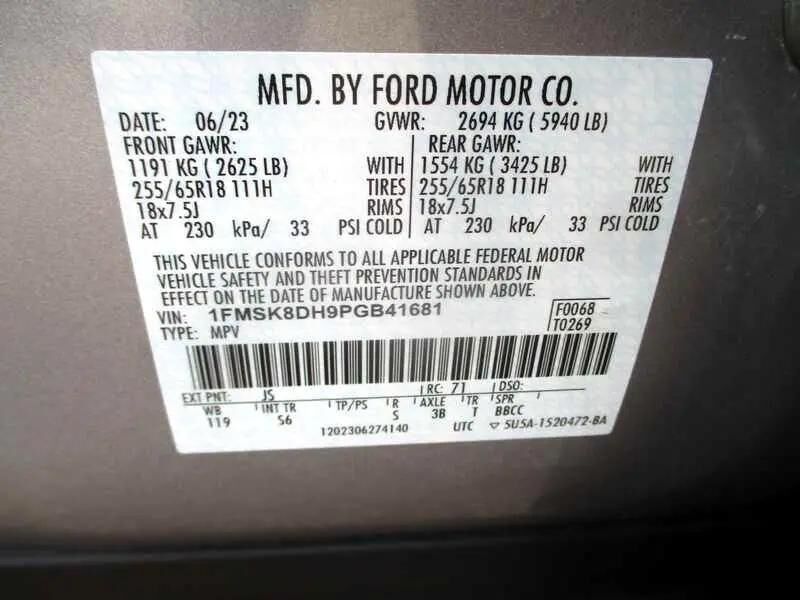 MFD. BY FORD MOTOR CO.
DATE: 06/23 GVWR: 2694 KG ( 5940 LB)
FRONT GAWR: REAR GAWR:
1191 KG ( 2625 LB) WITH 1554 KG ( 3425 LB) WITH
255/65R18 111H TIRES 255/65R18 111H TIRES
18x7.5J RIMS 18x7.5J RIMS
AT 230 kPa/ 33 PSI COLD AT 230 kPa/ 33 PSI COLD
THIS VEHICLE CONFORMS TO ALL APPLICABLE FEDERAL MOTOR
VEHICLE SAFETY AND THEFT PREVENTION STANDARDS IN
EFFECT ON THE DATE OF MANUFACTURE SHOWN ABOVE.
VIN: 1FMSK8DH9PGB41681 F0068
TYPE: MPV T0269
EXT PNT: JS RC: 71 DSO:
WB INT TR TP/PS R AXLE TR SPR
119 S6 S 3B T BBCC
1202306274140 UTC ▽ 5U5A-1520472-BA